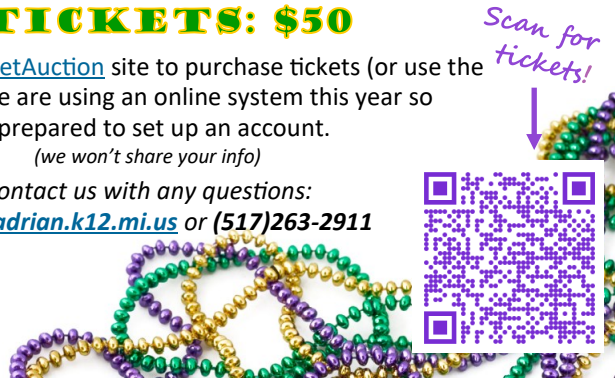 TICKETS: $50
Scan for
tickets!
etAuction site to purchase tickets (or use the
e are using an online system this year so
prepared to set up an account.
(we won't share your info)
ontact us with any questions:
adrian.k12.mi.us or (517)263-2911